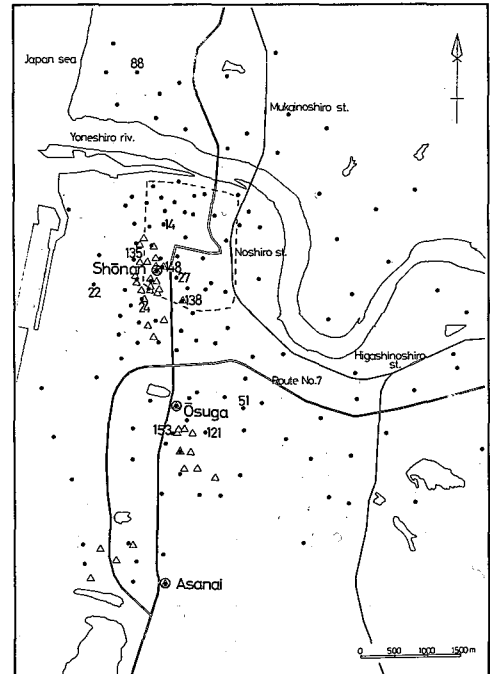 Japan sea
88
Mukainoshiro st.
Yoneshiro riv.
14
135
Noshiro st.
Shōnan
148
27
22
24
138
Higashinoshiro
st.
Route No.7
51
Ōsuga
153
121
Asanai
0 500 1000 1500m